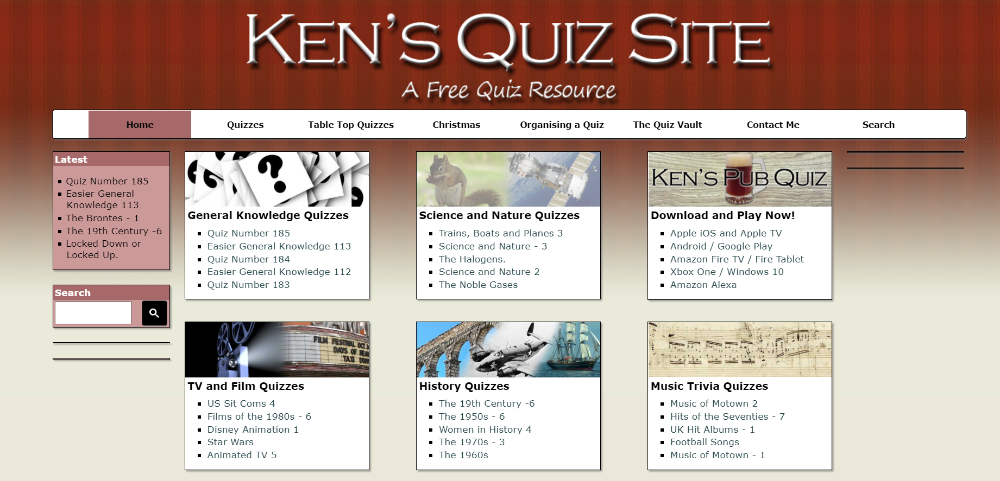 Ken's Quiz Site
A Free Quiz Resource
Home Quizzes Table Top Quizzes Christmas Organising a Quiz The Quiz Vault Contact Me Search
Latest
Quiz Number 185
Easier General
Knowledge 113
The Brontes - 1
The 19th Century -6
Locked Down or
Locked Up.
Search
General Knowledge Quizzes
Quiz Number 185
Easier General Knowledge 113
Quiz Number 184
Easier General Knowledge 112
Quiz Number 183
Science and Nature Quizzes
Trains, Boats and Planes 3
Science and Nature - 3
The Halogens.
Science and Nature 2
The Noble Gases
Ken's Pub Quiz
Download and Play Now!
Apple iOS and Apple TV
Android / Google Play
Amazon Fire TV / Fire Tablet
Xbox One / Windows 10
Amazon Alexa
FILM FESTIVAL OCT
DAYS OF
TAXI
TV and Film Quizzes
US Sit Coms 4
Films of the 1980s - 6
Disney Animation 1
Star Wars
Animated TV 5
History Quizzes
The 19th Century -6
The 1950s - 6
Women in History 4
The 1970s - 3
The 1960s
Music Trivia Quizzes
Music of Motown 2
Hits of the Seventies - 7
UK Hit Albums - 1
Football Songs
Music of Motown - 1